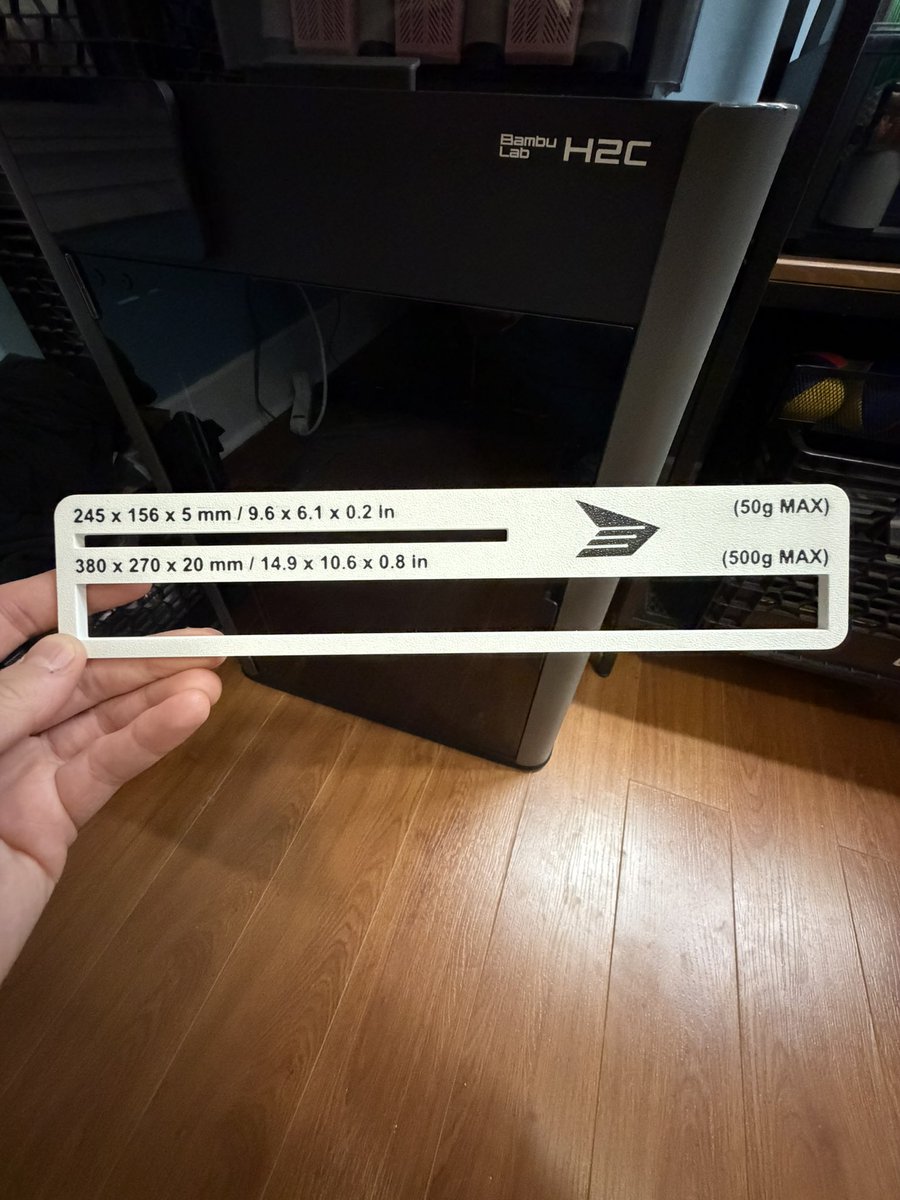 Bambu
Lab H2C
245 x 156 x 5 mm / 9.6 x 6.1 x 0.2 in (50g MAX)
380 x 270 x 20 mm / 14.9 x 10.6 x 0.8 in (500g MAX)